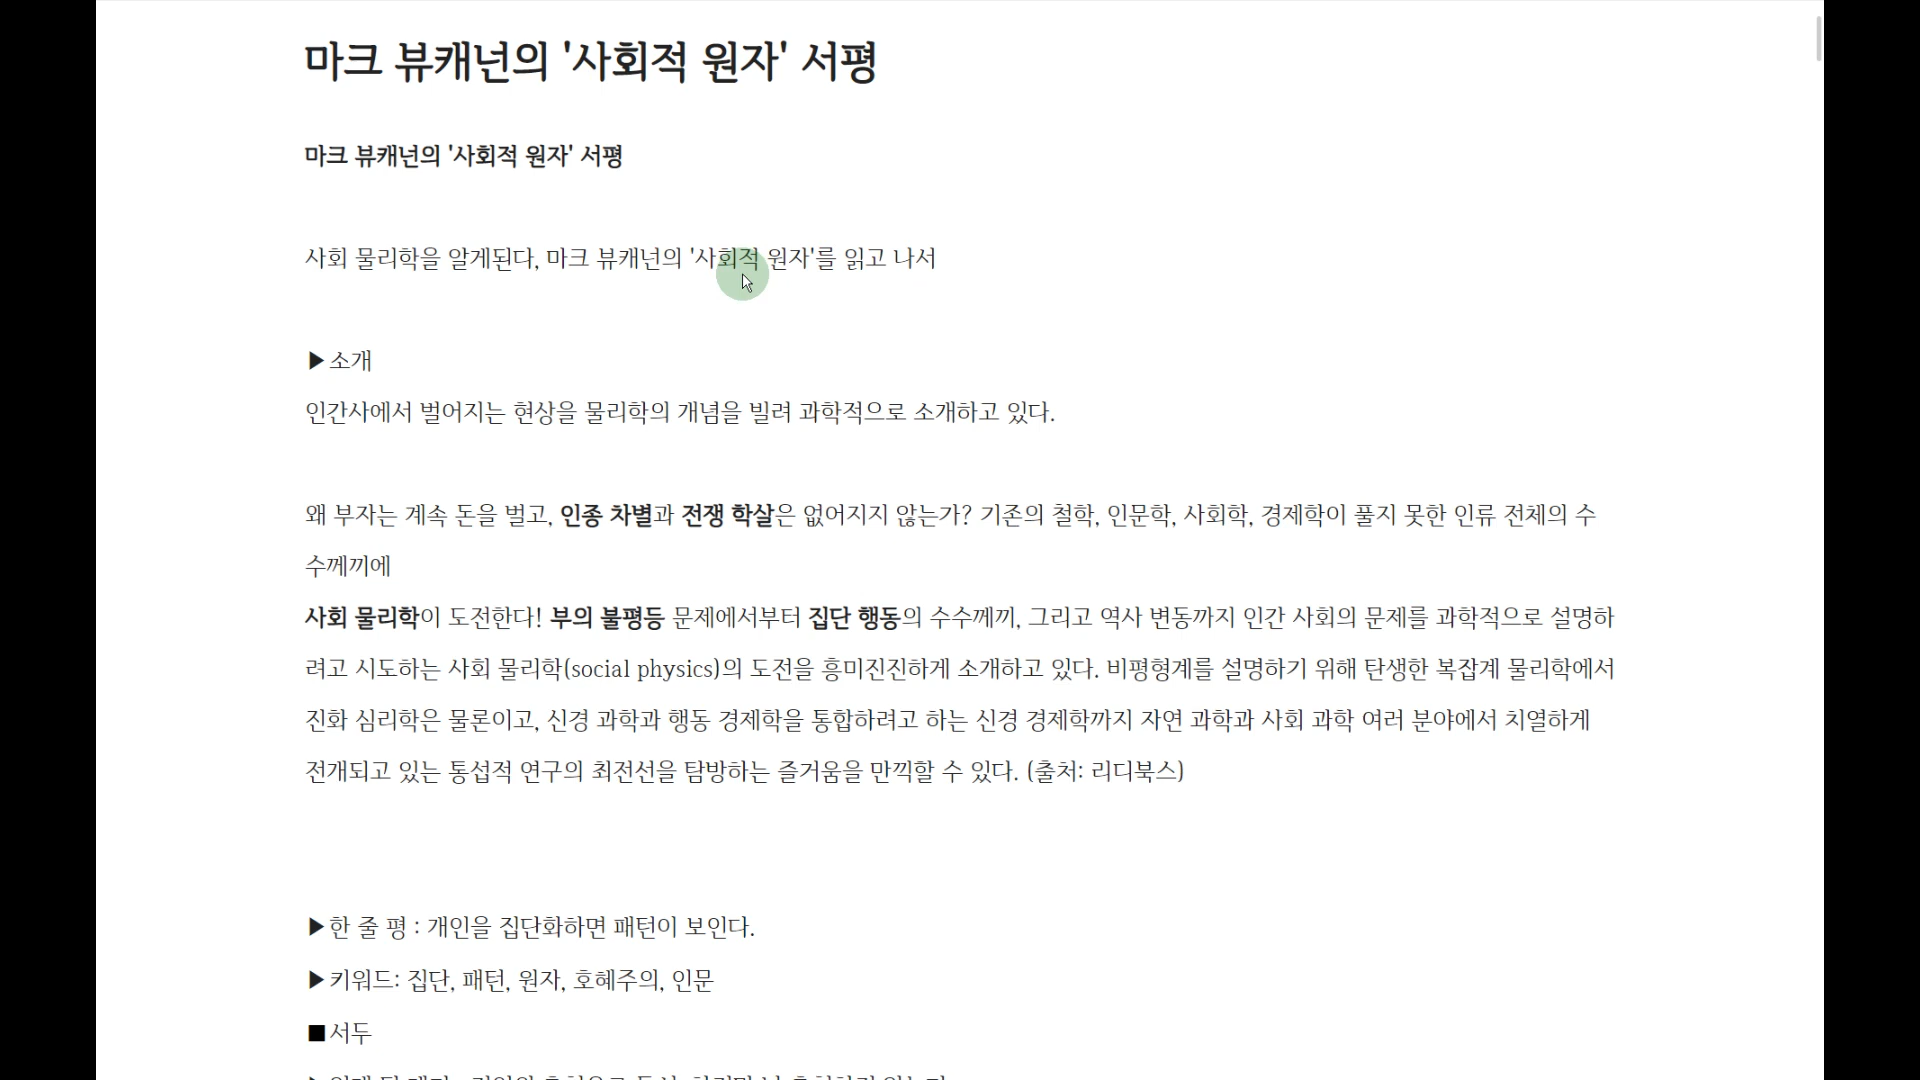 마크 뷰캐넌의 '사회적 원자' 서평
마크 뷰캐넌의 '사회적 원자' 서평
사회 물리학을 알게된다, 마크 뷰캐넌의 '사회적 원자'를 읽고 나서
▶소개
인간사에서 벌어지는 현상을 물리학의 개념을 빌려 과학적으로 소개하고 있다.
왜 부자는 계속 돈을 벌고, 인종 차별과 전쟁 학살은 없어지지 않는가? 기존의 철학, 인문학, 사회학, 경제학이 풀지 못한 인류 전체의 수
수께끼에
사회 물리학이 도전한다! 부의 불평등 문제에서부터 집단 행동의 수수께끼, 그리고 역사 변동까지 인간 사회의 문제를 과학적으로 설명하
려고 시도하는 사회 물리학(social physics)의 도전을 흥미진진하게 소개하고 있다. 비평형계를 설명하기 위해 탄생한 복잡계 물리학에서
진화 심리학은 물론이고, 신경 과학과 행동 경제학을 통합하려고 하는 신경 경제학까지 자연 과학과 사회 과학 여러 분야에서 치열하게
전개되고 있는 통섭적 연구의 최전선을 탐방하는 즐거움을 만끽할 수 있다. (출처: 리디북스)
▶한 줄 평 : 개인을 집단화하면 패턴이 보인다.
▶키워드: 집단, 패턴, 원자, 호혜주의, 인문
■서두